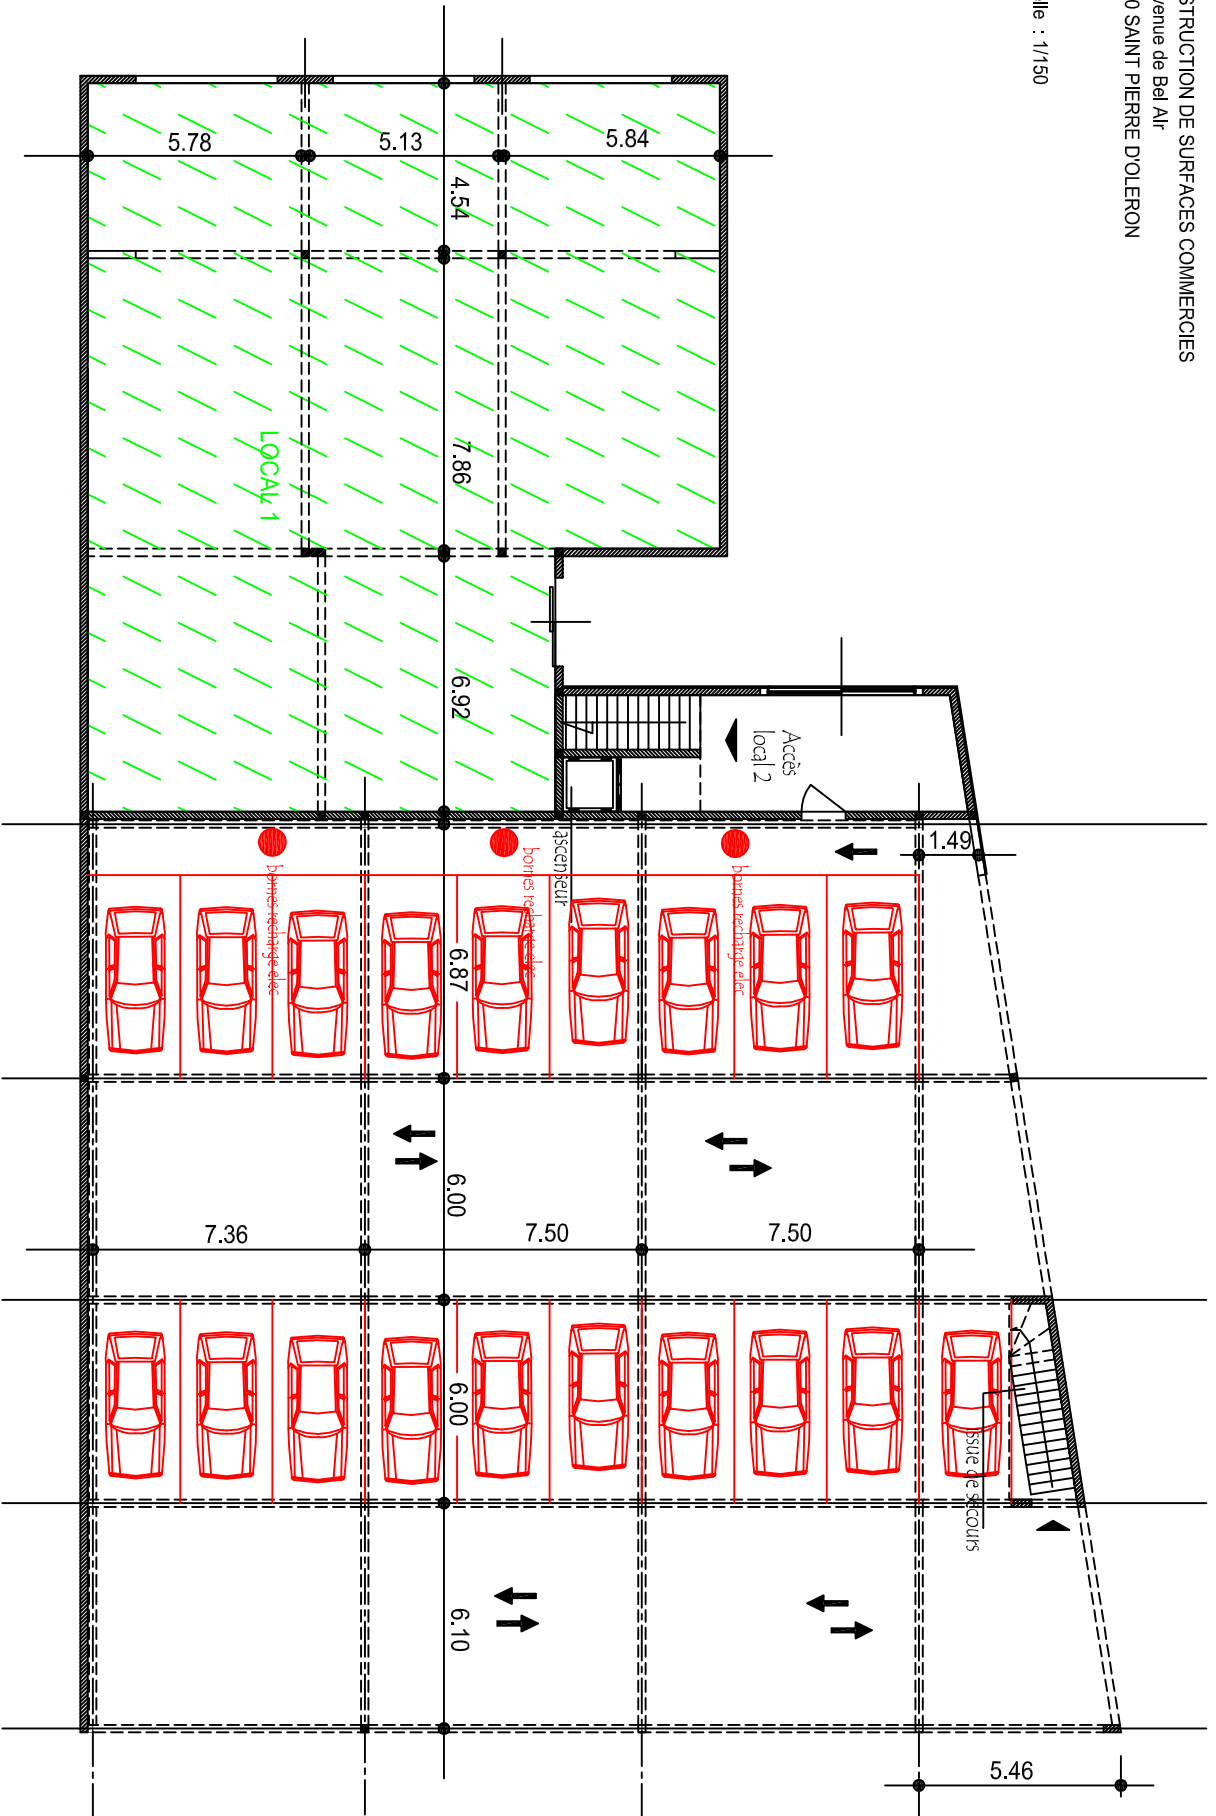 STRUCTION DE SURFACES COMMERCIES
venue de Bel Air
0 SAINT PIERRE D'OLERON
elle : 1/150
5.78
5.13
5.84
4.54
7.86
LOCAL 1
6.92
Accès
local 2
ascenseur
1.49
bornes recharge elec
bornes recharge elec
bornes recharge elec
6.87
6.00
7.36
7.50
7.50
6.00
issue de secours
6.10
5.46